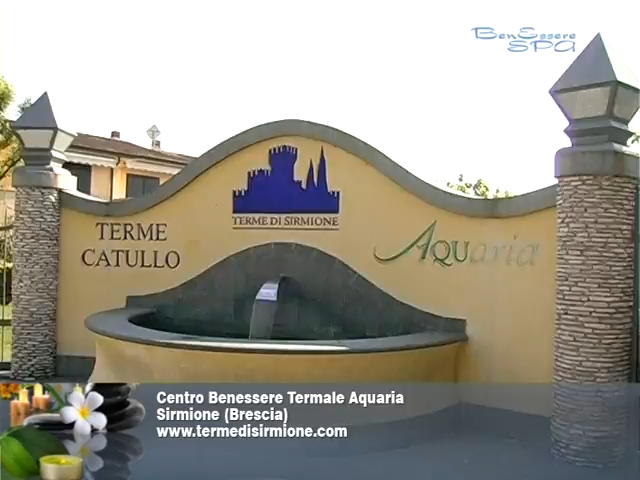 BenEssere
SPA
TERME DI SIRMIONE
TERME
CATULLO
AQUaria
Centro Benessere Termale Aquaria
Sirmione (Brescia)
www.termedisirmione.com